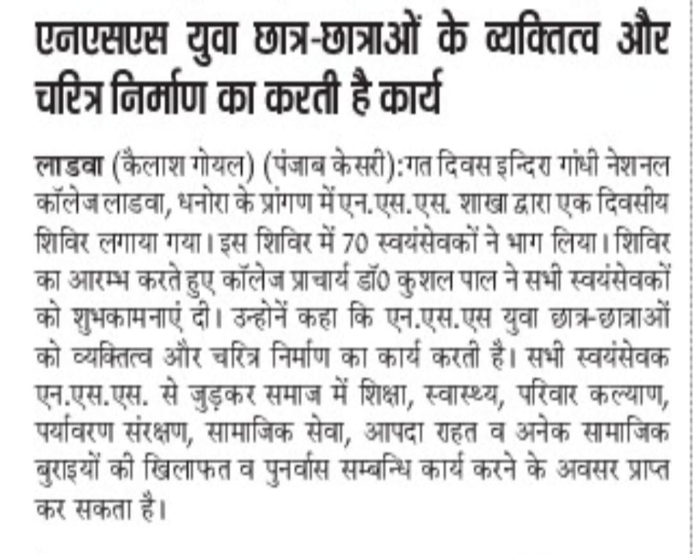 एनएसएस युवा छात्र-छात्राओं के व्यक्तित्व और
चरित्र निर्माण का करती है कार्य
लाडवा (कैलाश गोयल) (पंजाब केसरी):गत दिवस इन्दिरा गांधी नेशनल
कॉलेज लाडवा, धनोरा के प्रांगण में एन.एस.एस. शाखा द्वारा एक दिवसीय
शिविर लगाया गया। इस शिविर में 70 स्वयंसेवकों ने भाग लिया। शिविर
का आरम्भ करते हुए कॉलेज प्राचार्य डॉ0 कुशल पाल ने सभी स्वयंसेवकों
को शुभकामनाएं दी। उन्होनें कहा कि एन.एस.एस युवा छात्र-छात्राओं
को व्यक्तित्व और चरित्र निर्माण का कार्य करती है। सभी स्वयंसेवक
एन.एस.एस. से जुड़कर समाज में शिक्षा, स्वास्थ्य, परिवार कल्याण,
पर्यावरण संरक्षण, सामाजिक सेवा, आपदा राहत व अनेक सामाजिक
बुराइयों की खिलाफत व पुनर्वास सम्बन्धि कार्य करने के अवसर प्राप्त
कर सकता है।